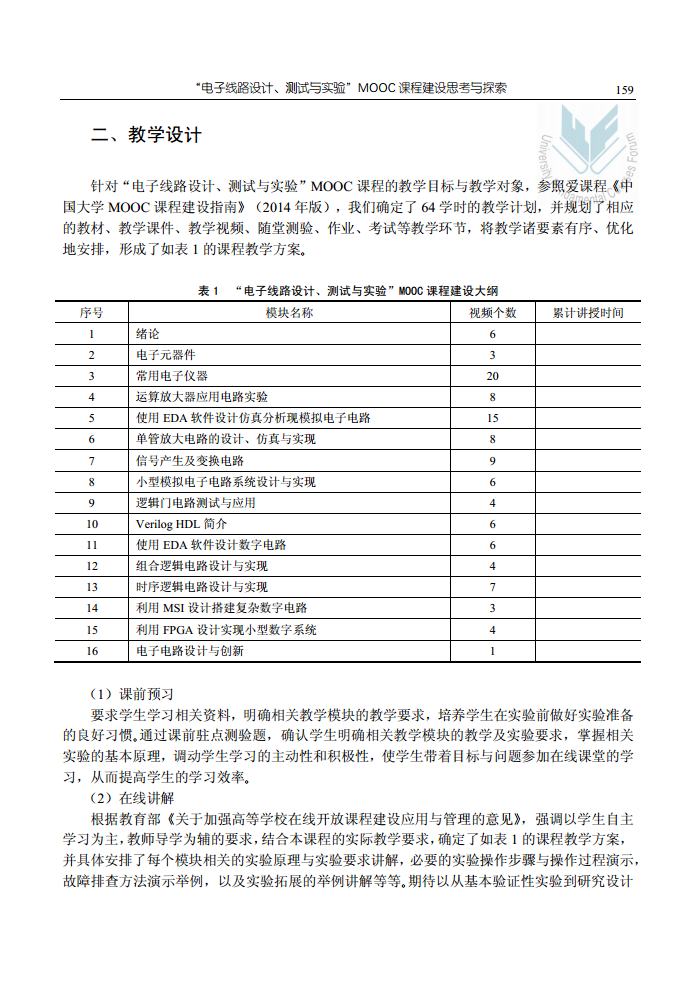 “电子线路设计、测试与实验”MOOC 课程建设思考与探索 159
University Fundamental Courses Forum
二、教学设计
针对“电子线路设计、测试与实验”MOOC 课程的教学目标与教学对象，参照爱课程《中
国大学 MOOC 课程建设指南》（2014 年版），我们确定了 64 学时的教学计划，并规划了相应
的教材、教学课件、教学视频、随堂测验、作业、考试等教学环节，将教学诸要素有序、优化
地安排，形成了如表 1 的课程教学方案。
表 1 “电子线路设计、测试与实验”MOOC 课程建设大纲
序号 模块名称 视频个数 累计讲授时间
1 绪论 6
2 电子元器件 3
3 常用电子仪器 20
4 运算放大器应用电路实验 8
5 使用 EDA 软件设计仿真分析现模拟电子电路 15
6 单管放大电路的设计、仿真与实现 8
7 信号产生及变换电路 9
8 小型模拟电子电路系统设计与实现 6
9 逻辑门电路测试与应用 4
10 Verilog HDL 简介 6
11 使用 EDA 软件设计数字电路 6
12 组合逻辑电路设计与实现 4
13 时序逻辑电路设计与实现 7
14 利用 MSI 设计搭建复杂数字电路 3
15 利用 FPGA 设计实现小型数字系统 4
16 电子电路设计与创新 1
（1）课前预习
要求学生学习相关资料，明确相关教学模块的教学要求，培养学生在实验前做好实验准备
的良好习惯。通过课前驻点测验题，确认学生明确相关教学模块的教学及实验要求，掌握相关
实验的基本原理，调动学生学习的主动性和积极性，使学生带着目标与问题参加在线课堂的学
习，从而提高学生的学习效率。
（2）在线讲解
根据教育部《关于加强高等学校在线开放课程建设应用与管理的意见》，强调以学生自主
学习为主，教师导学为辅的要求，结合本课程的实际教学要求，确定了如表 1 的课程教学方案，
并具体安排了每个模块相关的实验原理与实验要求讲解，必要的实验操作步骤与操作过程演示，
故障排查方法演示举例，以及实验拓展的举例讲解等等。期待以从基本验证性实验到研究设计